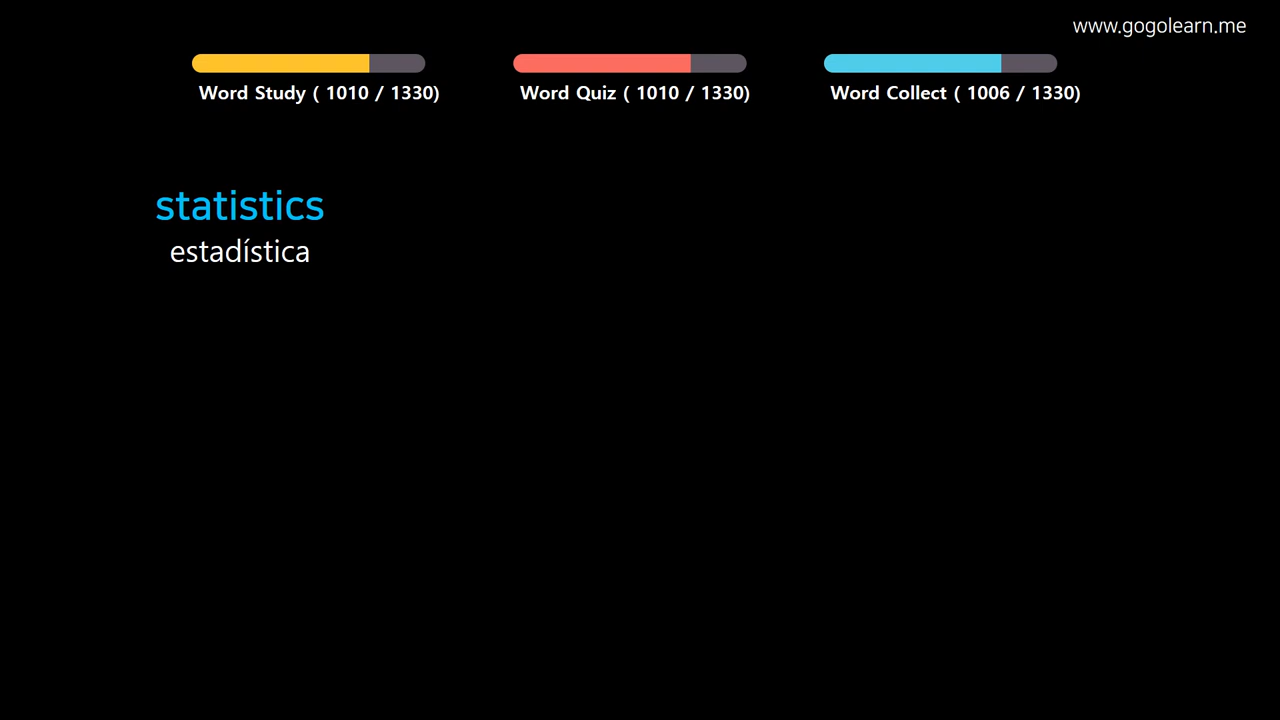 www.gogolearn.me
Word Study ( 1010 / 1330)
Word Quiz ( 1010 / 1330)
Word Collect ( 1006 / 1330)
statistics
estadística